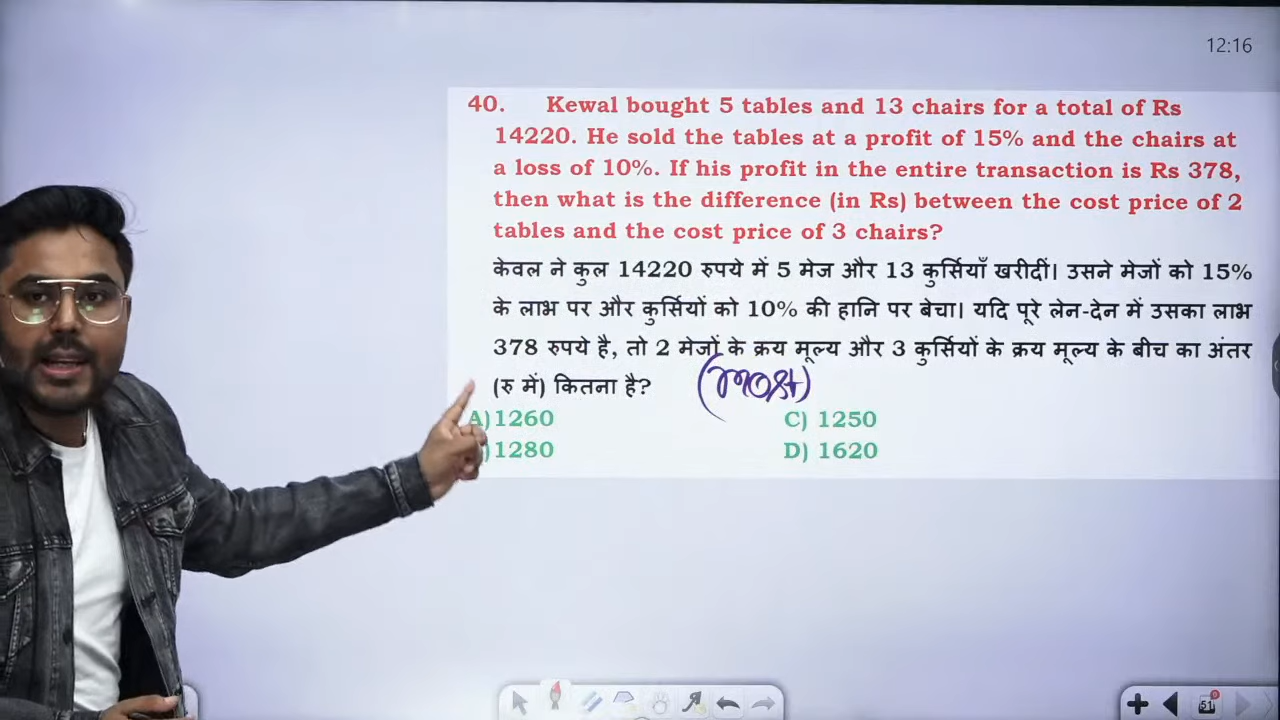 12:16
40. Kewal bought 5 tables and 13 chairs for a total of Rs
14220. He sold the tables at a profit of 15% and the chairs at
a loss of 10%. If his profit in the entire transaction is Rs 378,
then what is the difference (in Rs) between the cost price of 2
tables and the cost price of 3 chairs?
केवल ने कुल 14220 रुपये में 5 मेज और 13 कुर्सियाँ खरीदीं। उसने मेजों को 15%
के लाभ पर और कुर्सियों को 10% की हानि पर बेचा। यदि पूरे लेन-देन में उसका लाभ
378 रुपये है, तो 2 मेजों के क्रय मूल्य और 3 कुर्सियों के क्रय मूल्य के बीच का अंतर
(रु में) कितना है? (most)
A) 1260 C) 1250
) 1280 D) 1620
51